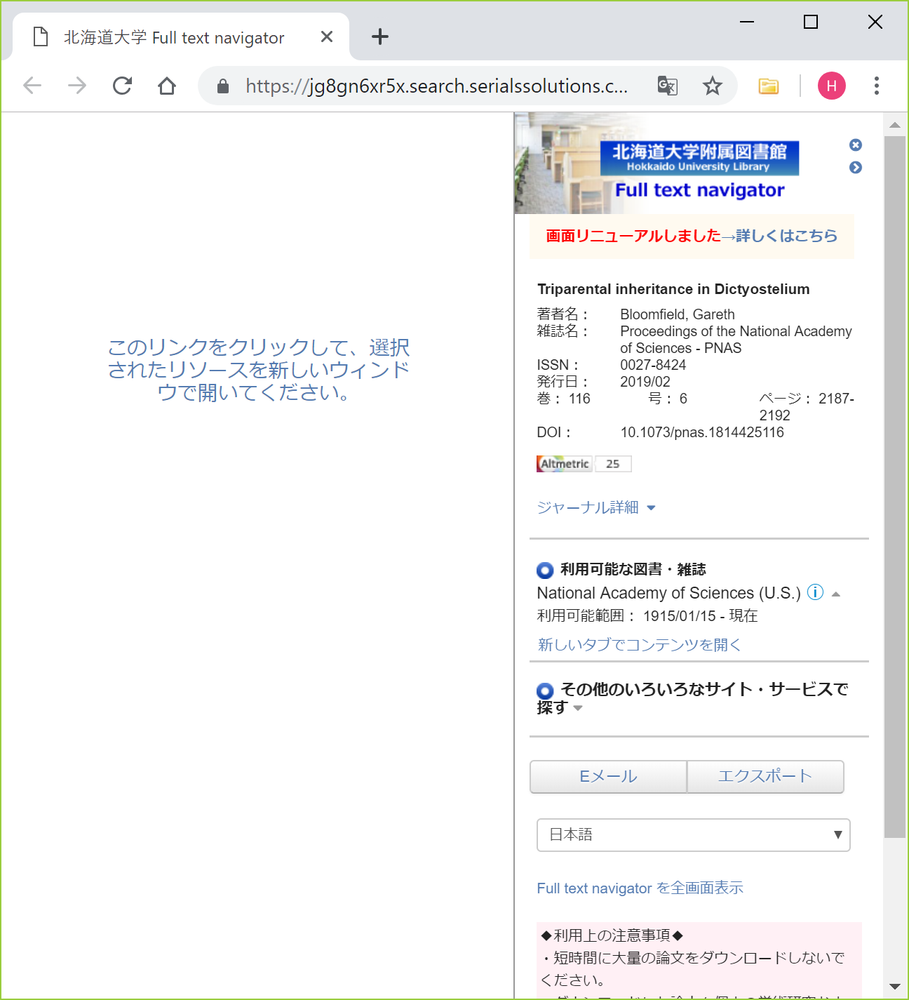 北海道大学 Full text navigator
https://jg8gn6xr5x.search.serialssolutions.c...
H
このリンクをクリックして、選択
されたリソースを新しいウィンド
ウで開いてください。
北海道大学附属図書館
Hokkaido University Library
Full text navigator
画面リニューアルしました→詳しくはこちら
Triparental inheritance in Dictyostelium
著者名： Bloomfield, Gareth
雑誌名： Proceedings of the National Academy
of Sciences - PNAS
ISSN： 0027-8424
発行日： 2019/02
巻： 116 号： 6 ページ： 2187-
2192
DOI： 10.1073/pnas.1814425116
Altmetric 25
ジャーナル詳細
利用可能な図書・雑誌
National Academy of Sciences (U.S.)
利用可能範囲： 1915/01/15 - 現在
新しいタブでコンテンツを開く
その他のいろいろなサイト・サービスで
探す
Eメール エクスポート
日本語
Full text navigator を全画面表示
◆利用上の注意事項◆
・短時間に大量の論文をダウンロードしないで
ください。